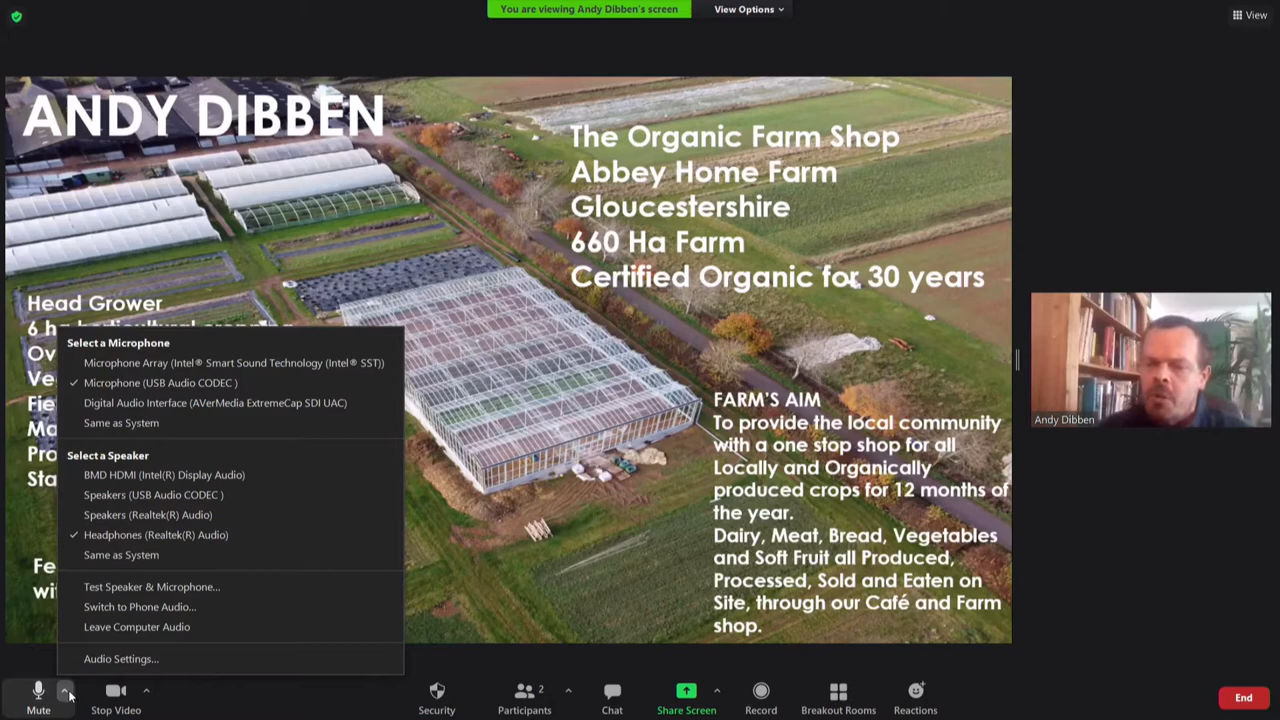 You are viewing Andy Dibben's screen
View Options
View
ANDY DIBBEN
The Organic Farm Shop
Abbey Home Farm
Gloucestershire
660 Ha Farm
Certified Organic for 30 years
Head Grower
6 ha horticultural cropping
Select a Microphone
Microphone Array (Intel® Smart Sound Technology (Intel® SST))
Microphone (USB Audio CODEC )
Digital Audio Interface (AVerMedia ExtremeCap SDI UAC)
Same as System
Select a Speaker
BMD HDMI (Intel(R) Display Audio)
Speakers (USB Audio CODEC )
Speakers (Realtek(R) Audio)
Headphones (Realtek(R) Audio)
Same as System
Test Speaker & Microphone...
Switch to Phone Audio...
Leave Computer Audio
Audio Settings...
FARM'S AIM
To provide the local community
with a one stop shop for all
Locally and Organically
produced crops for 12 months of
the year.
Dairy, Meat, Bread, Vegetables
and Soft Fruit all Produced,
Processed, Sold and Eaten on
Site, through our Café and Farm
shop.
Andy Dibben
Mute
Stop Video
Security
Participants 2
Chat
Share Screen
Record
Breakout Rooms
Reactions
End